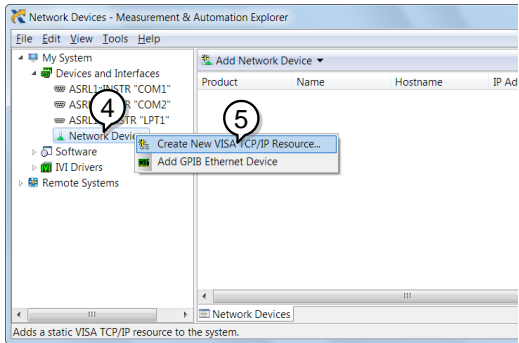 Network Devices - Measurement & Automation Explorer
File Edit View Tools Help
My System
Devices and Interfaces
ASRL1::INSTR "COM1"
"COM2"
STR "LPT1"
Network
Software
IVI Drivers
Remote Systems
4
Add Network Device
Product Name Hostname IP Ad
5
Create New VISA TCP/IP Resource...
Add GPIB Ethernet Device
Network Devices
Adds a static VISA TCP/IP resource to the system.